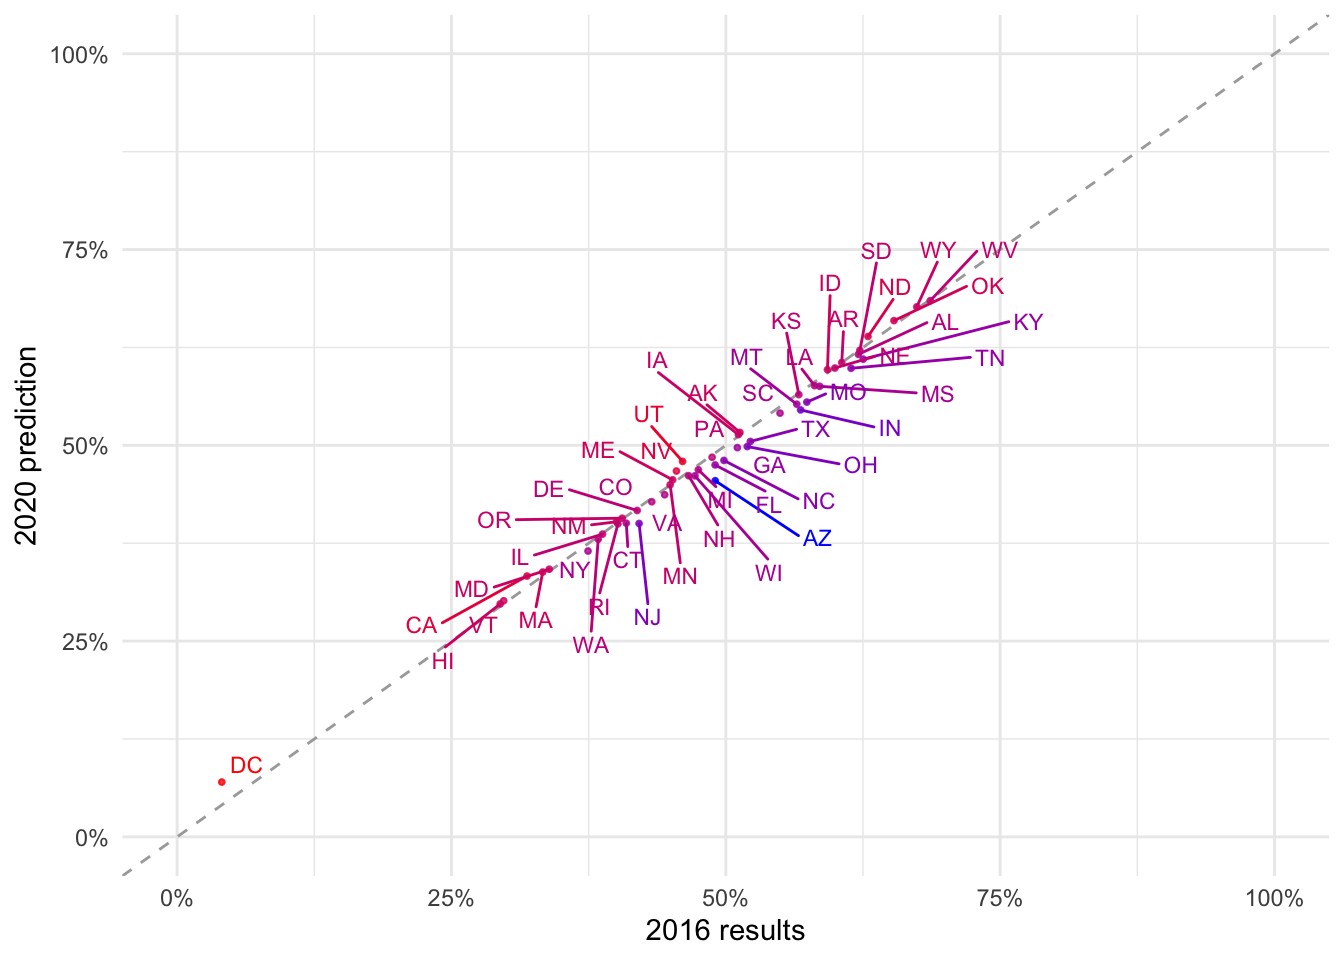 100%
75%
50%
25%
0%
2020 prediction
SD
WY
WV
ID
ND
OK
KS
AR
AL
KY
IA
MT
LA
NE
TN
AK
SC
MO
MS
UT
PA
TX
IN
ME
NV
GA
OH
DE
CO
MI
FL
NC
OR
NM
VA
NH
AZ
IL
NY
CT
MN
WI
MD
CA
VT
MA
RI
NJ
HI
WA
DC
0%
25%
50%
75%
100%
2016 results